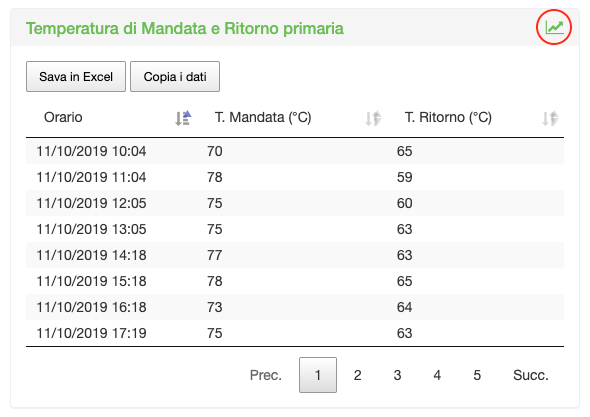 Temperatura di Mandata e Ritorno primaria
Sava in Excel Copia i dati
Orario T. Mandata (°C) T. Ritorno (°C)
11/10/2019 10:04 70 65
11/10/2019 11:04 78 59
11/10/2019 12:05 75 60
11/10/2019 13:05 75 63
11/10/2019 14:18 77 63
11/10/2019 15:18 78 65
11/10/2019 16:18 73 64
11/10/2019 17:19 75 63
Prec. 1 2 3 4 5 Succ.